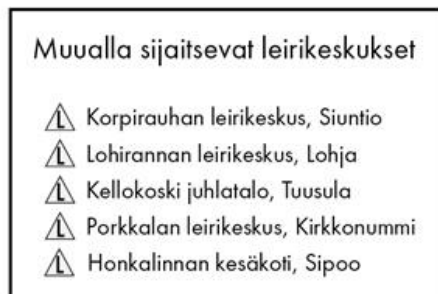 Muualla sijaitsevat leirikeskukset
L Korpirauhan leirikeskus, Siuntio
L Lohirannan leirikeskus, Lohja
L Kellokoski juhlatalo, Tuusula
L Porkkalan leirikeskus, Kirkkonummi
L Honkalinnan kesäkoti, Sipoo